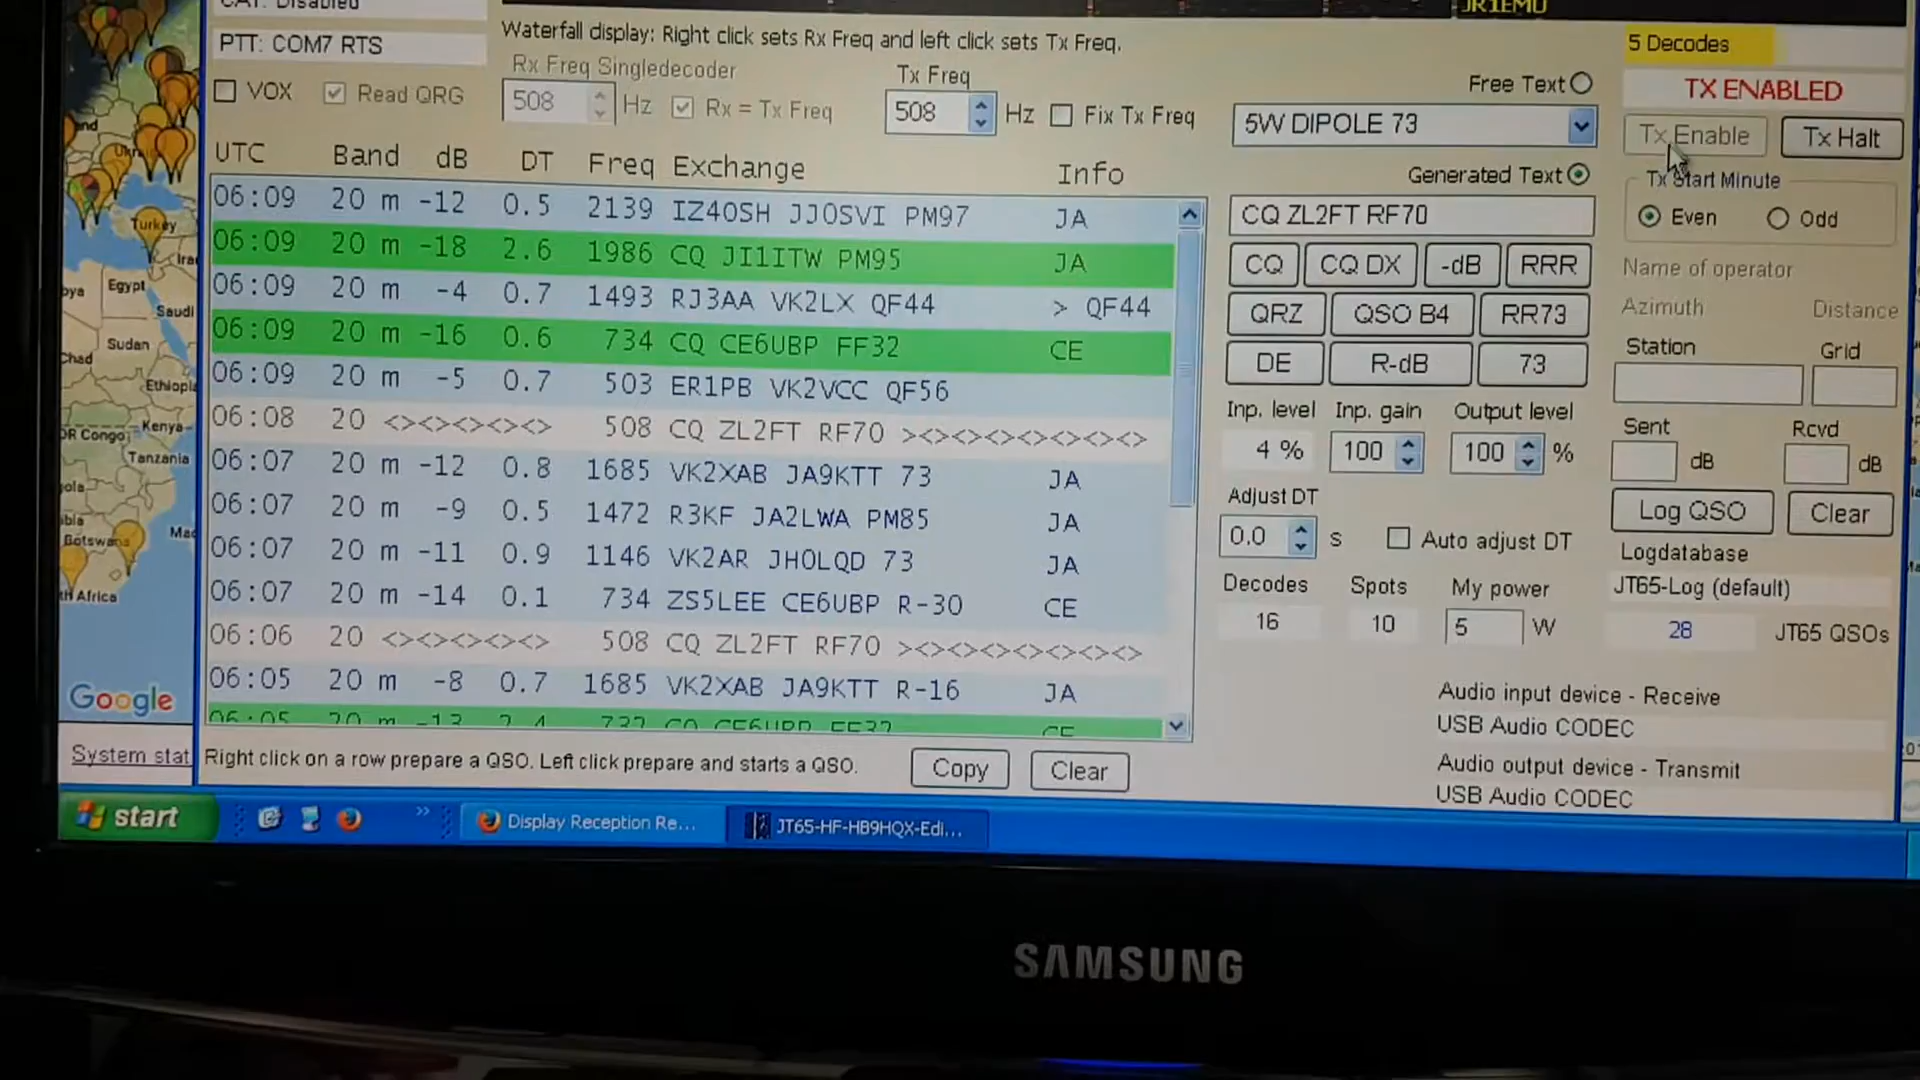 CAT: Disabled
JR1EMU
PTT: COM7 RTS
Waterfall display: Right click sets Rx Freq and left click sets Tx Freq.
5 Decodes
Rx Freq Singledecoder
Tx Freq
Free Text
TX ENABLED
VOX
Read QRG
508
Hz
Rx = Tx Freq
508
Hz
Fix Tx Freq
5W DIPOLE 73
Tx Enable
Tx Halt
UTC Band dB DT Freq Exchange Info
Generated Text
Tx Start Minute
06:09 20 m -12 0.5 2139 IZ4OSH JJ0SVI PM97 JA
CQ ZL2FT RF70
Even
Odd
06:09 20 m -18 2.6 1986 CQ JI1ITW PM95 JA
CQ
CQ DX
-dB
RRR
Name of operator
06:09 20 m -4 0.7 1493 RJ3AA VK2LX QF44 > QF44
QRZ
QSO B4
RR73
Azimuth
Distance
06:09 20 m -16 0.6 734 CQ CE6UBP FF32 CE
DE
R-dB
73
Station
Grid
06:09 20 m -5 0.7 503 ER1PB VK2VCC QF56
06:08 20 <><><><><> 508 CQ ZL2FT RF70 ><><><><><><><>
Inp. level
Inp. gain
Output level
Sent
Rcvd
4 %
100
100
%
dB
dB
06:07 20 m -12 0.8 1685 VK2XAB JA9KTT 73 JA
06:07 20 m -9 0.5 1472 R3KF JA2LWA PM85 JA
Adjust DT
Log QSO
Clear
0.0
s
Auto adjust DT
06:07 20 m -11 0.9 1146 VK2AR JH0LQD 73 JA
Logdatabase
JT65-Log (default)
06:07 20 m -14 0.1 734 ZS5LEE CE6UBP R-30 CE
Decodes
Spots
My power
16
10
5
W
28
JT65 QSOs
06:06 20 <><><><><> 508 CQ ZL2FT RF70 ><><><><><><><>
06:05 20 m -8 0.7 1685 VK2XAB JA9KTT R-16 JA
Audio input device - Receive
USB Audio CODEC
Audio output device - Transmit
USB Audio CODEC
Right click on a row prepare a QSO. Left click prepare and starts a QSO.
Copy
Clear
Turkey
Egypt
Saudi
Sudan
Chad
Ethiopia
Kenya
DR Congo
Tanzania
Botswana
Google
System stat
start
Display Reception Re...
JT65-HF-HB9HQX-Edi...
SAMSUNG